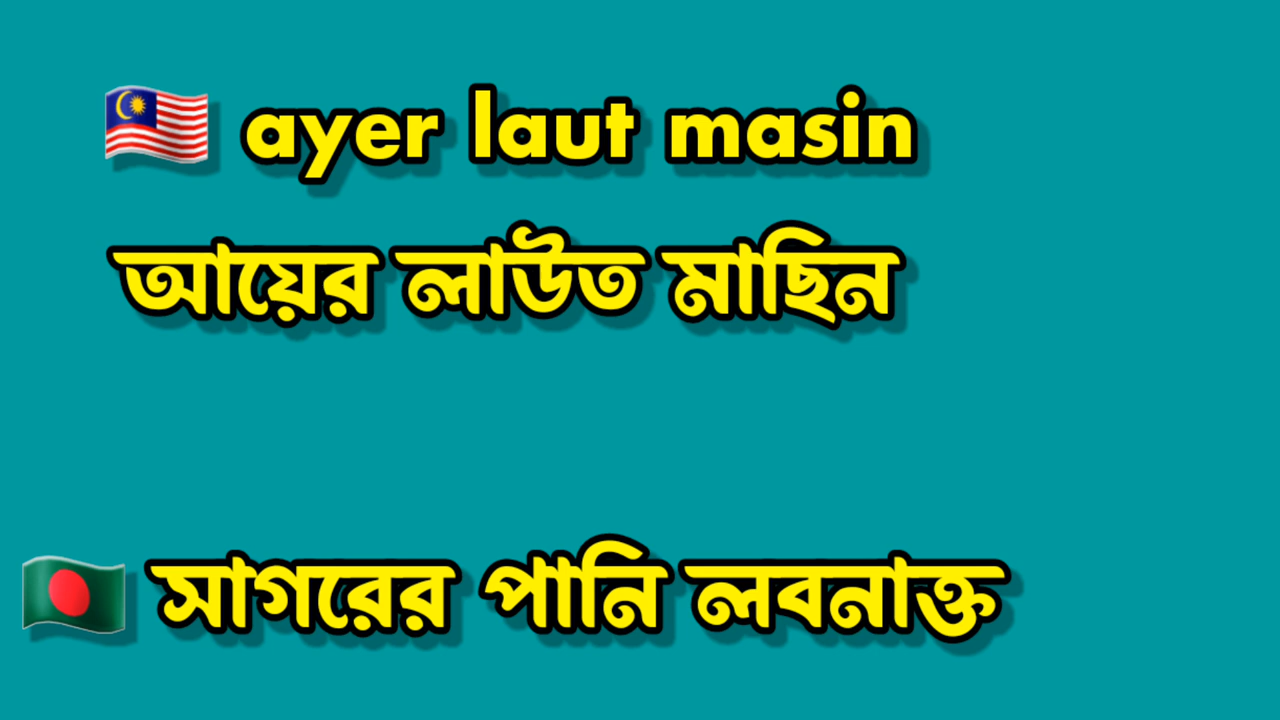 🇲🇾 ayer laut masin
আয়ের লাউত মাছিন
🇧🇩 সাগরের পানি লবনাক্ত